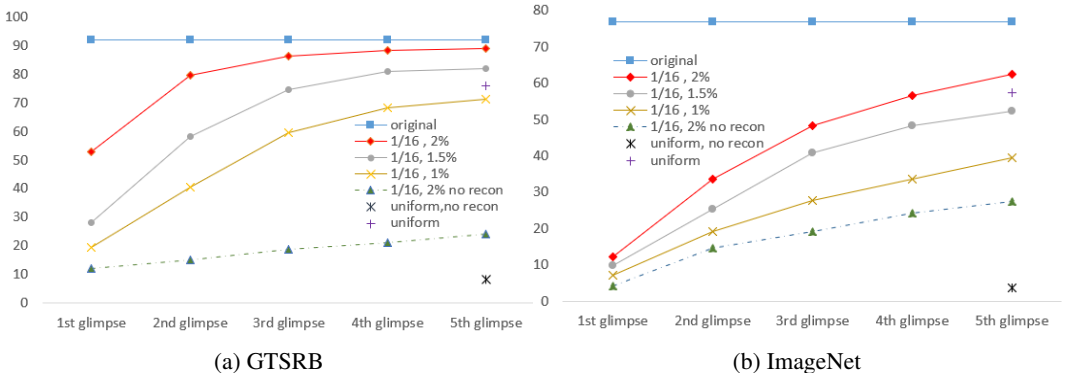 100
90
80
70
60
50
40
30
20
10
0
original
1/16 , 2%
1/16, 1.5%
1/16 , 1%
1/16, 2% no recon
uniform,no recon
uniform
1st glimpse 2nd glimpse 3rd glimpse 4th glimpse 5th glimpse
(a) GTSRB
80
70
60
50
40
30
20
10
0
original
1/16 , 2%
1/16, 1.5%
1/16 , 1%
1/16, 2% no recon
uniform, no recon
uniform
1st glimpse 2nd glimpse 3rd glimpse 4th glimpse 5th glimpse
(b) ImageNet